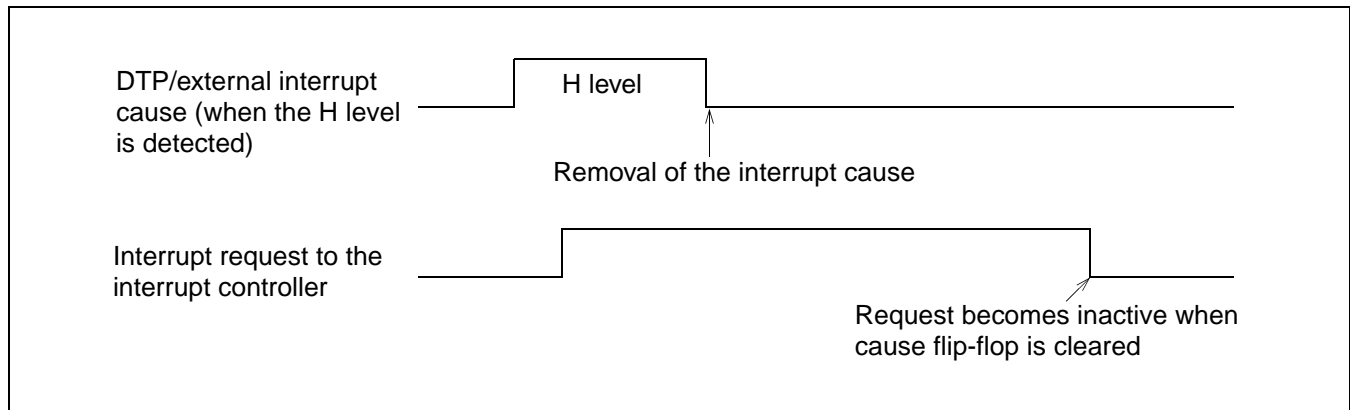 DTP/external interrupt
cause (when the H level
is detected)
H level
Removal of the interrupt cause
Interrupt request to the
interrupt controller
Request becomes inactive when
cause flip-flop is cleared